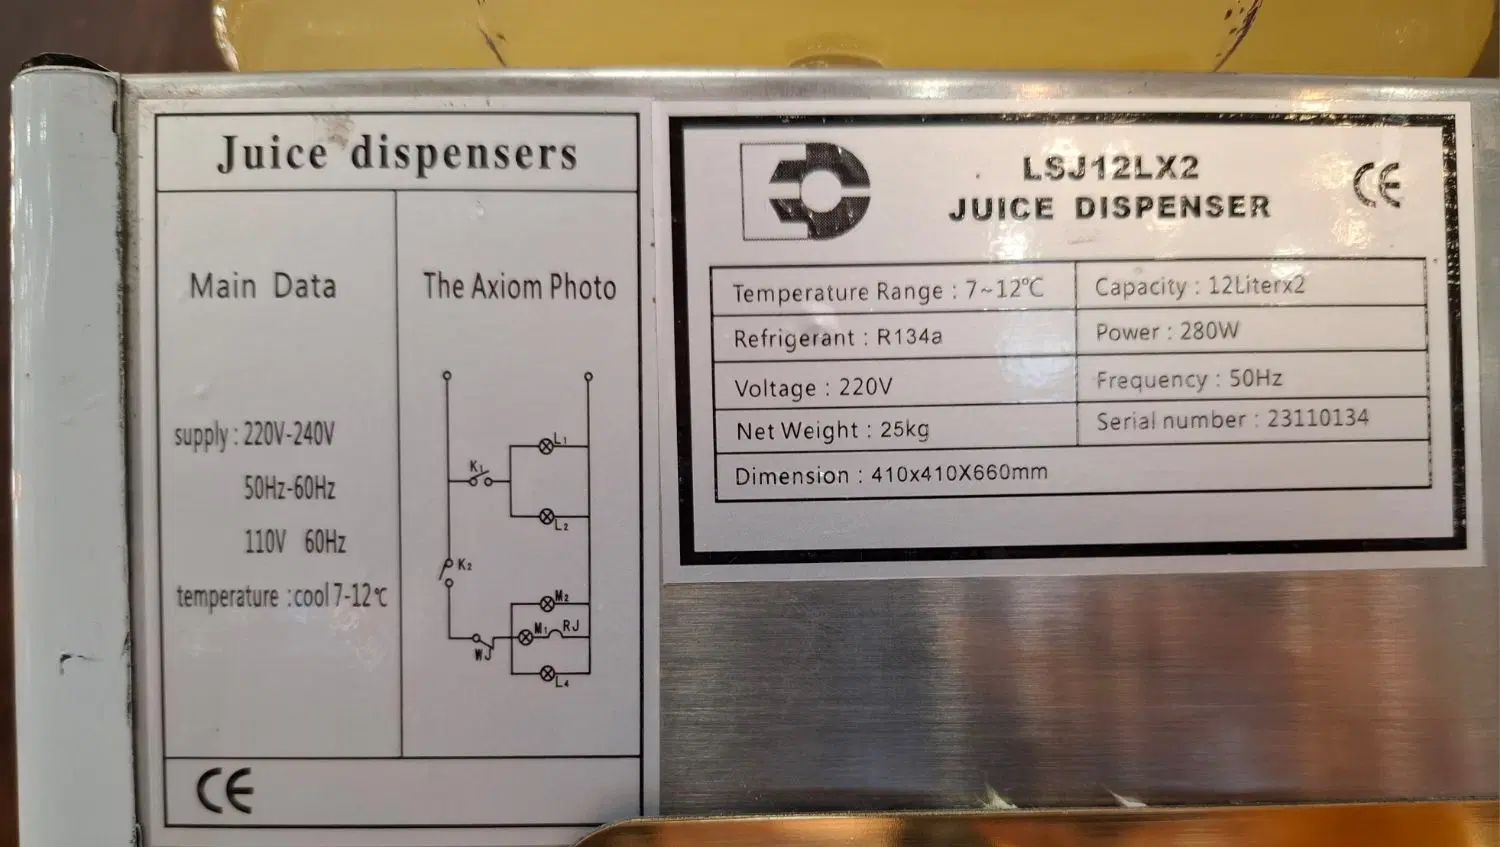 Juice dispensers
Main Data
supply : 220V-240V
50Hz-60Hz
110V 60Hz
temperature :cool 7-12℃
The Axiom Photo
L1
K1
L2
K2
M2
M1 RJ
WJ
L4
CE
LSJ12LX2
JUICE DISPENSER
CE
Temperature Range : 7~12℃
Capacity : 12Literx2
Refrigerant : R134a
Power : 280W
Voltage : 220V
Frequency : 50Hz
Net Weight : 25kg
Serial number : 23110134
Dimension : 410x410X660mm